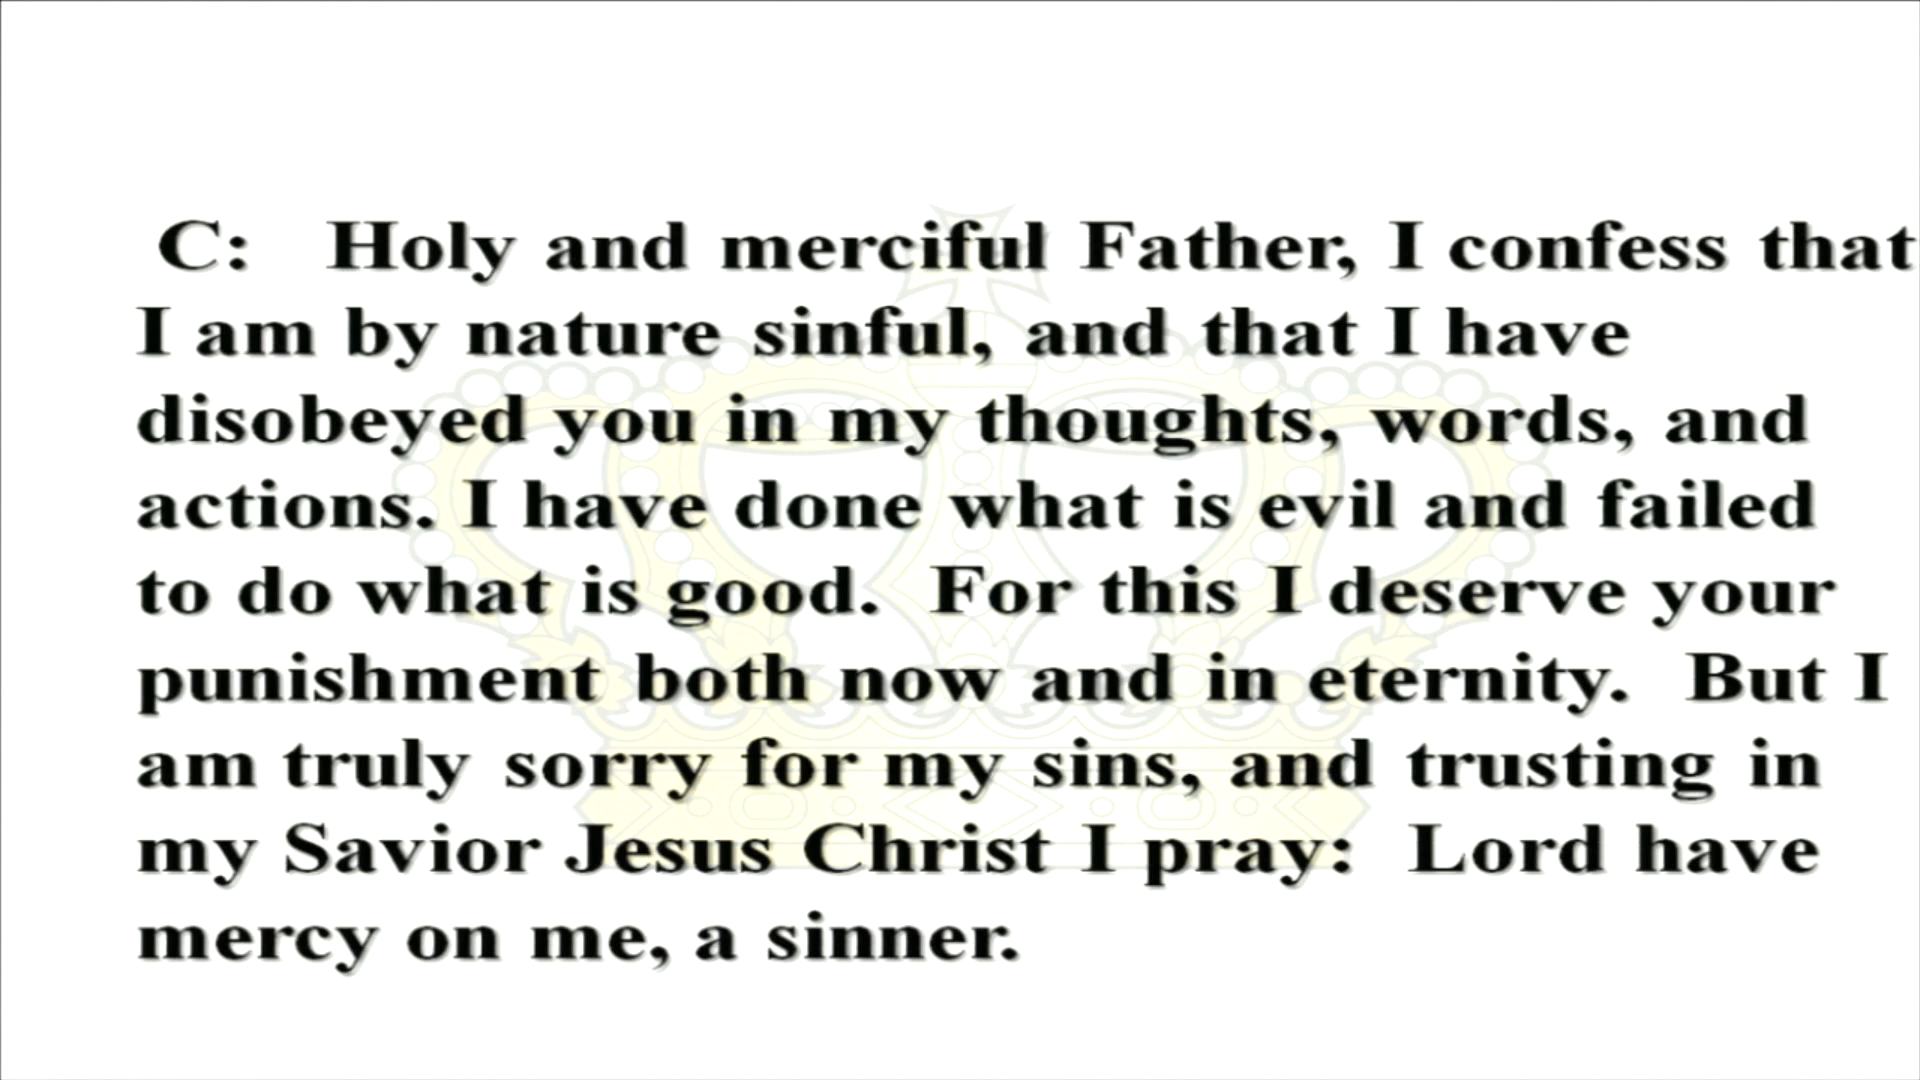 C: Holy and merciful Father, I confess that
I am by nature sinful, and that I have
disobeyed you in my thoughts, words, and
actions. I have done what is evil and failed
to do what is good. For this I deserve your
punishment both now and in eternity. But I
am truly sorry for my sins, and trusting in
my Savior Jesus Christ I pray: Lord have
mercy on me, a sinner.